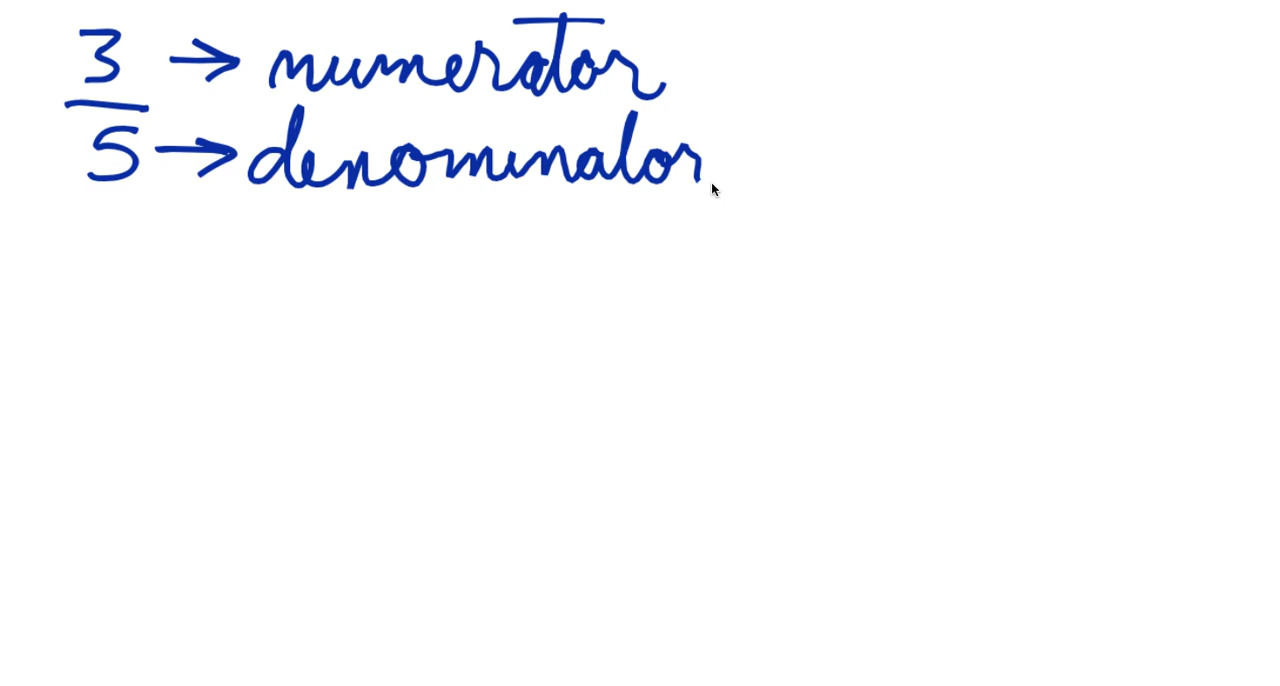 3 → numerator
5 → denominator